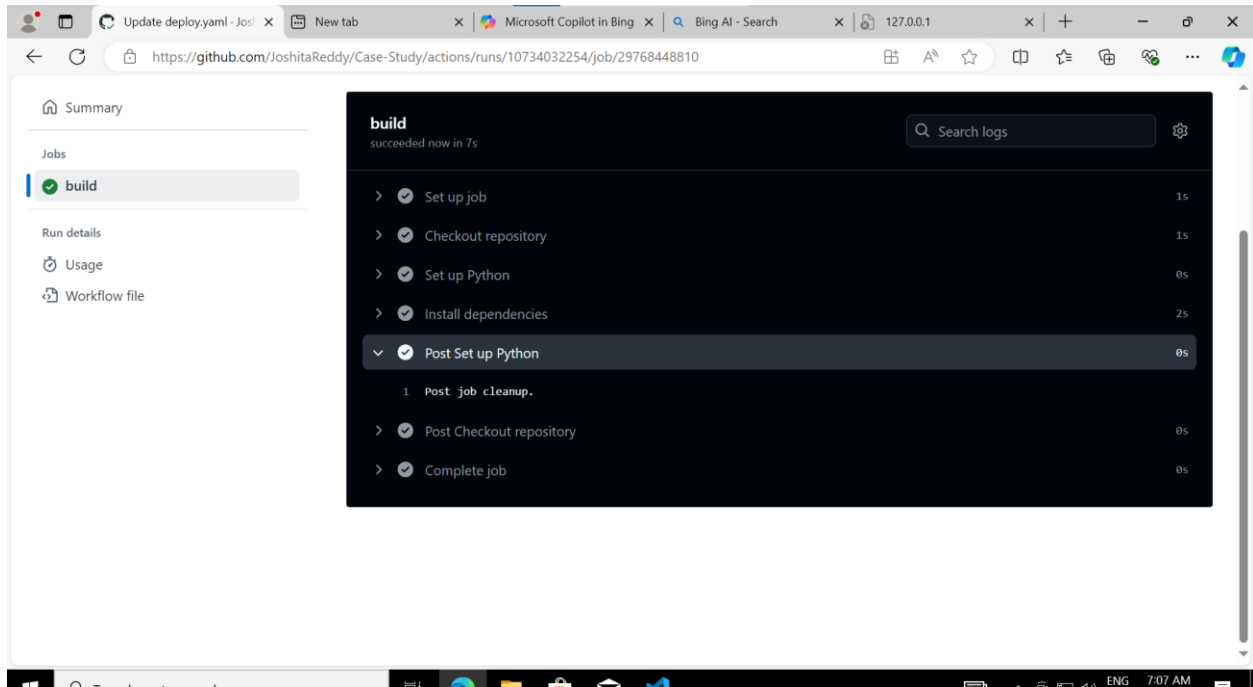 Update deploy.yaml · Josl
New tab
Microsoft Copilot in Bing
Bing AI - Search
127.0.0.1
https://github.com/JoshitaReddy/Case-Study/actions/runs/10734032254/job/29768448810
Summary
Jobs
build
Run details
Usage
Workflow file
build
succeeded now in 7s
Search logs
Set up job 1s
Checkout repository 1s
Set up Python 0s
Install dependencies 2s
Post Set up Python 0s
1 Post job cleanup.
Post Checkout repository 0s
Complete job 0s
ENG 7:07 AM